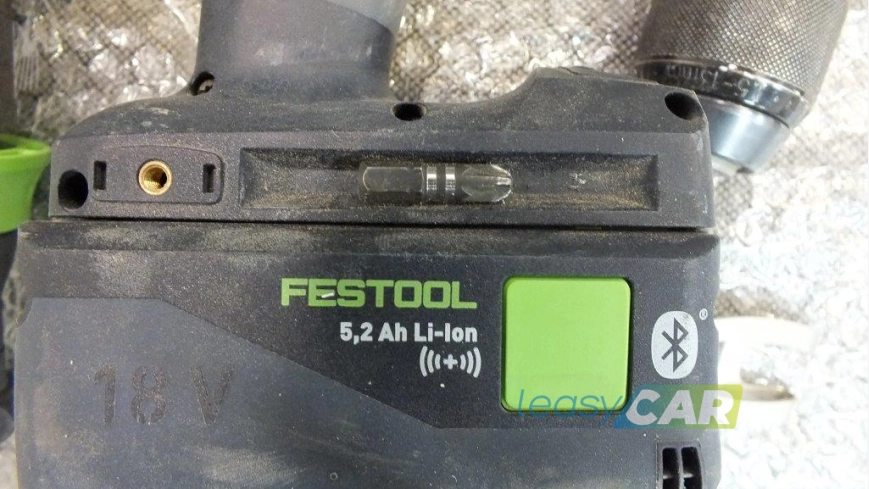 FESTOOL
5,2 Ah Li-Ion
18 V
®
leasyCAR